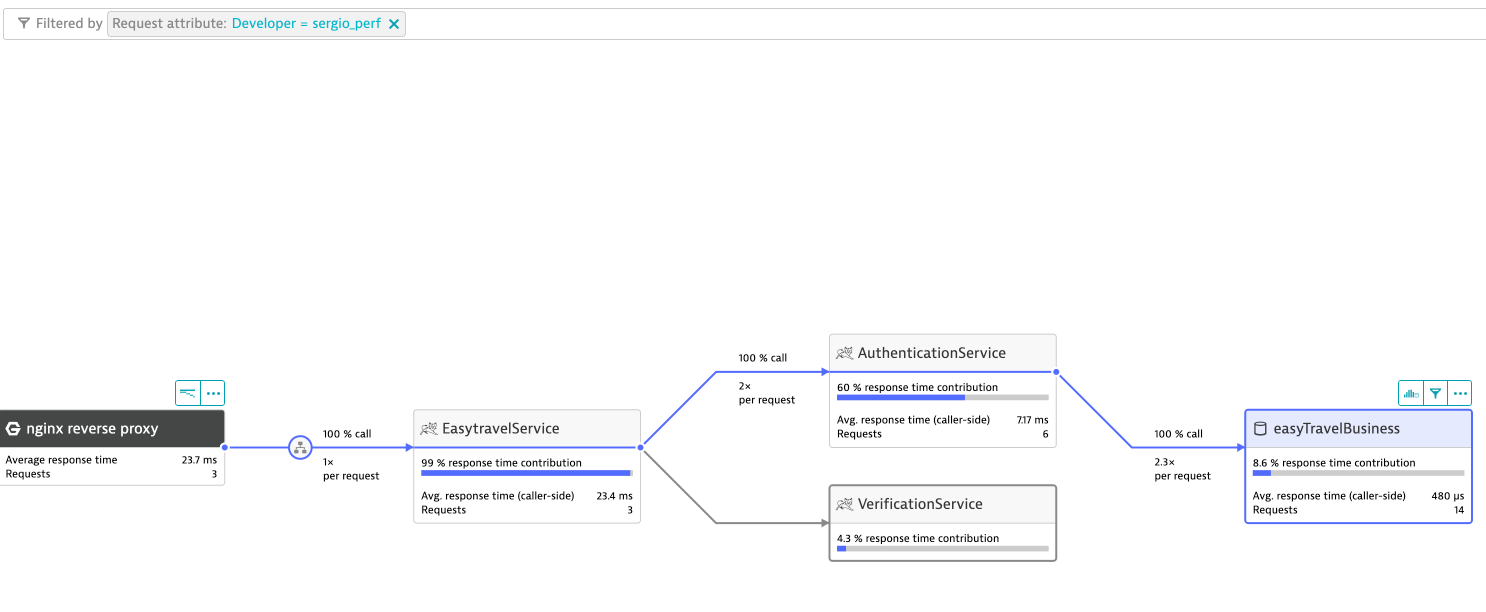 Filtered by Request attribute: Developer = sergio_perf
nginx reverse proxy
Average response time 23.7 ms
Requests 3
100 % call
1×
per request
EasytravelService
99 % response time contribution
Avg. response time (caller-side) 23.4 ms
Requests 3
100 % call
2×
per request
AuthenticationService
60 % response time contribution
Avg. response time (caller-side) 7.17 ms
Requests 6
VerificationService
4.3 % response time contribution
100 % call
2.3×
per request
easyTravelBusiness
8.6 % response time contribution
Avg. response time (caller-side) 480 µs
Requests 14